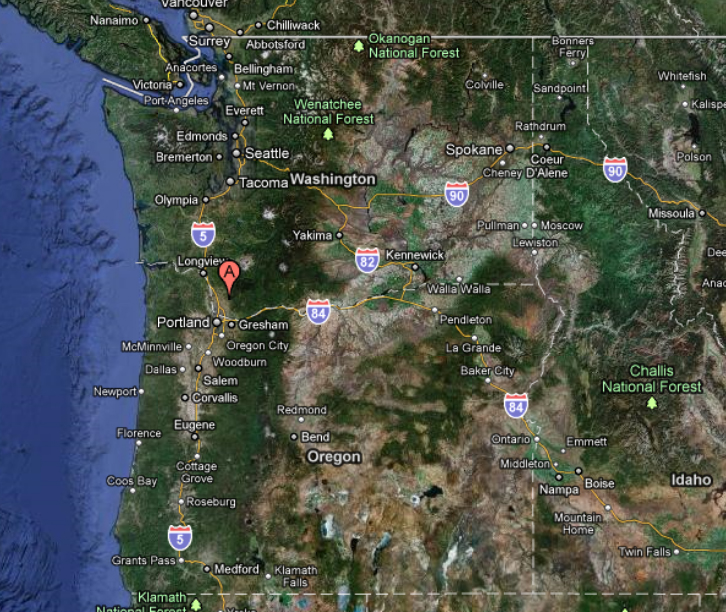 Vancouver
Nanaimo
Chilliwack
Surrey
Abbotsford
Okanogan
National Forest
Bonners
Ferry
Anacortes
Bellingham
Whitefish
Victoria
Mt Vernon
Colville
Sandpoint
Port Angeles
Kalispe
Everett
Wenatchee
National Forest
Rathdrum
Edmonds
Bremerton
Seattle
Spokane
Coeur
D'Alene
Cheney
Polson
Tacoma
Washington
90
90
Olympia
Missoula
5
Yakima
Pullman
Moscow
Lewiston
82
Kennewick
Longview
Dee
A
Anac
Walla Walla
84
Portland
Gresham
Pendleton
McMinnville
Oregon City
La Grande
Woodburn
Dallas
Baker City
Challis
National Forest
Salem
Newport
Corvallis
84
Redmond
Eugene
Florence
Bend
Ontario
Emmett
Oregon
Cottage
Grove
Middleton
Coos Bay
Boise
Idaho
Nampa
Roseburg
Mountain
Home
5
Twin Falls
Grants Pass
Medford
Klamath
Falls
Klamath
National Forest